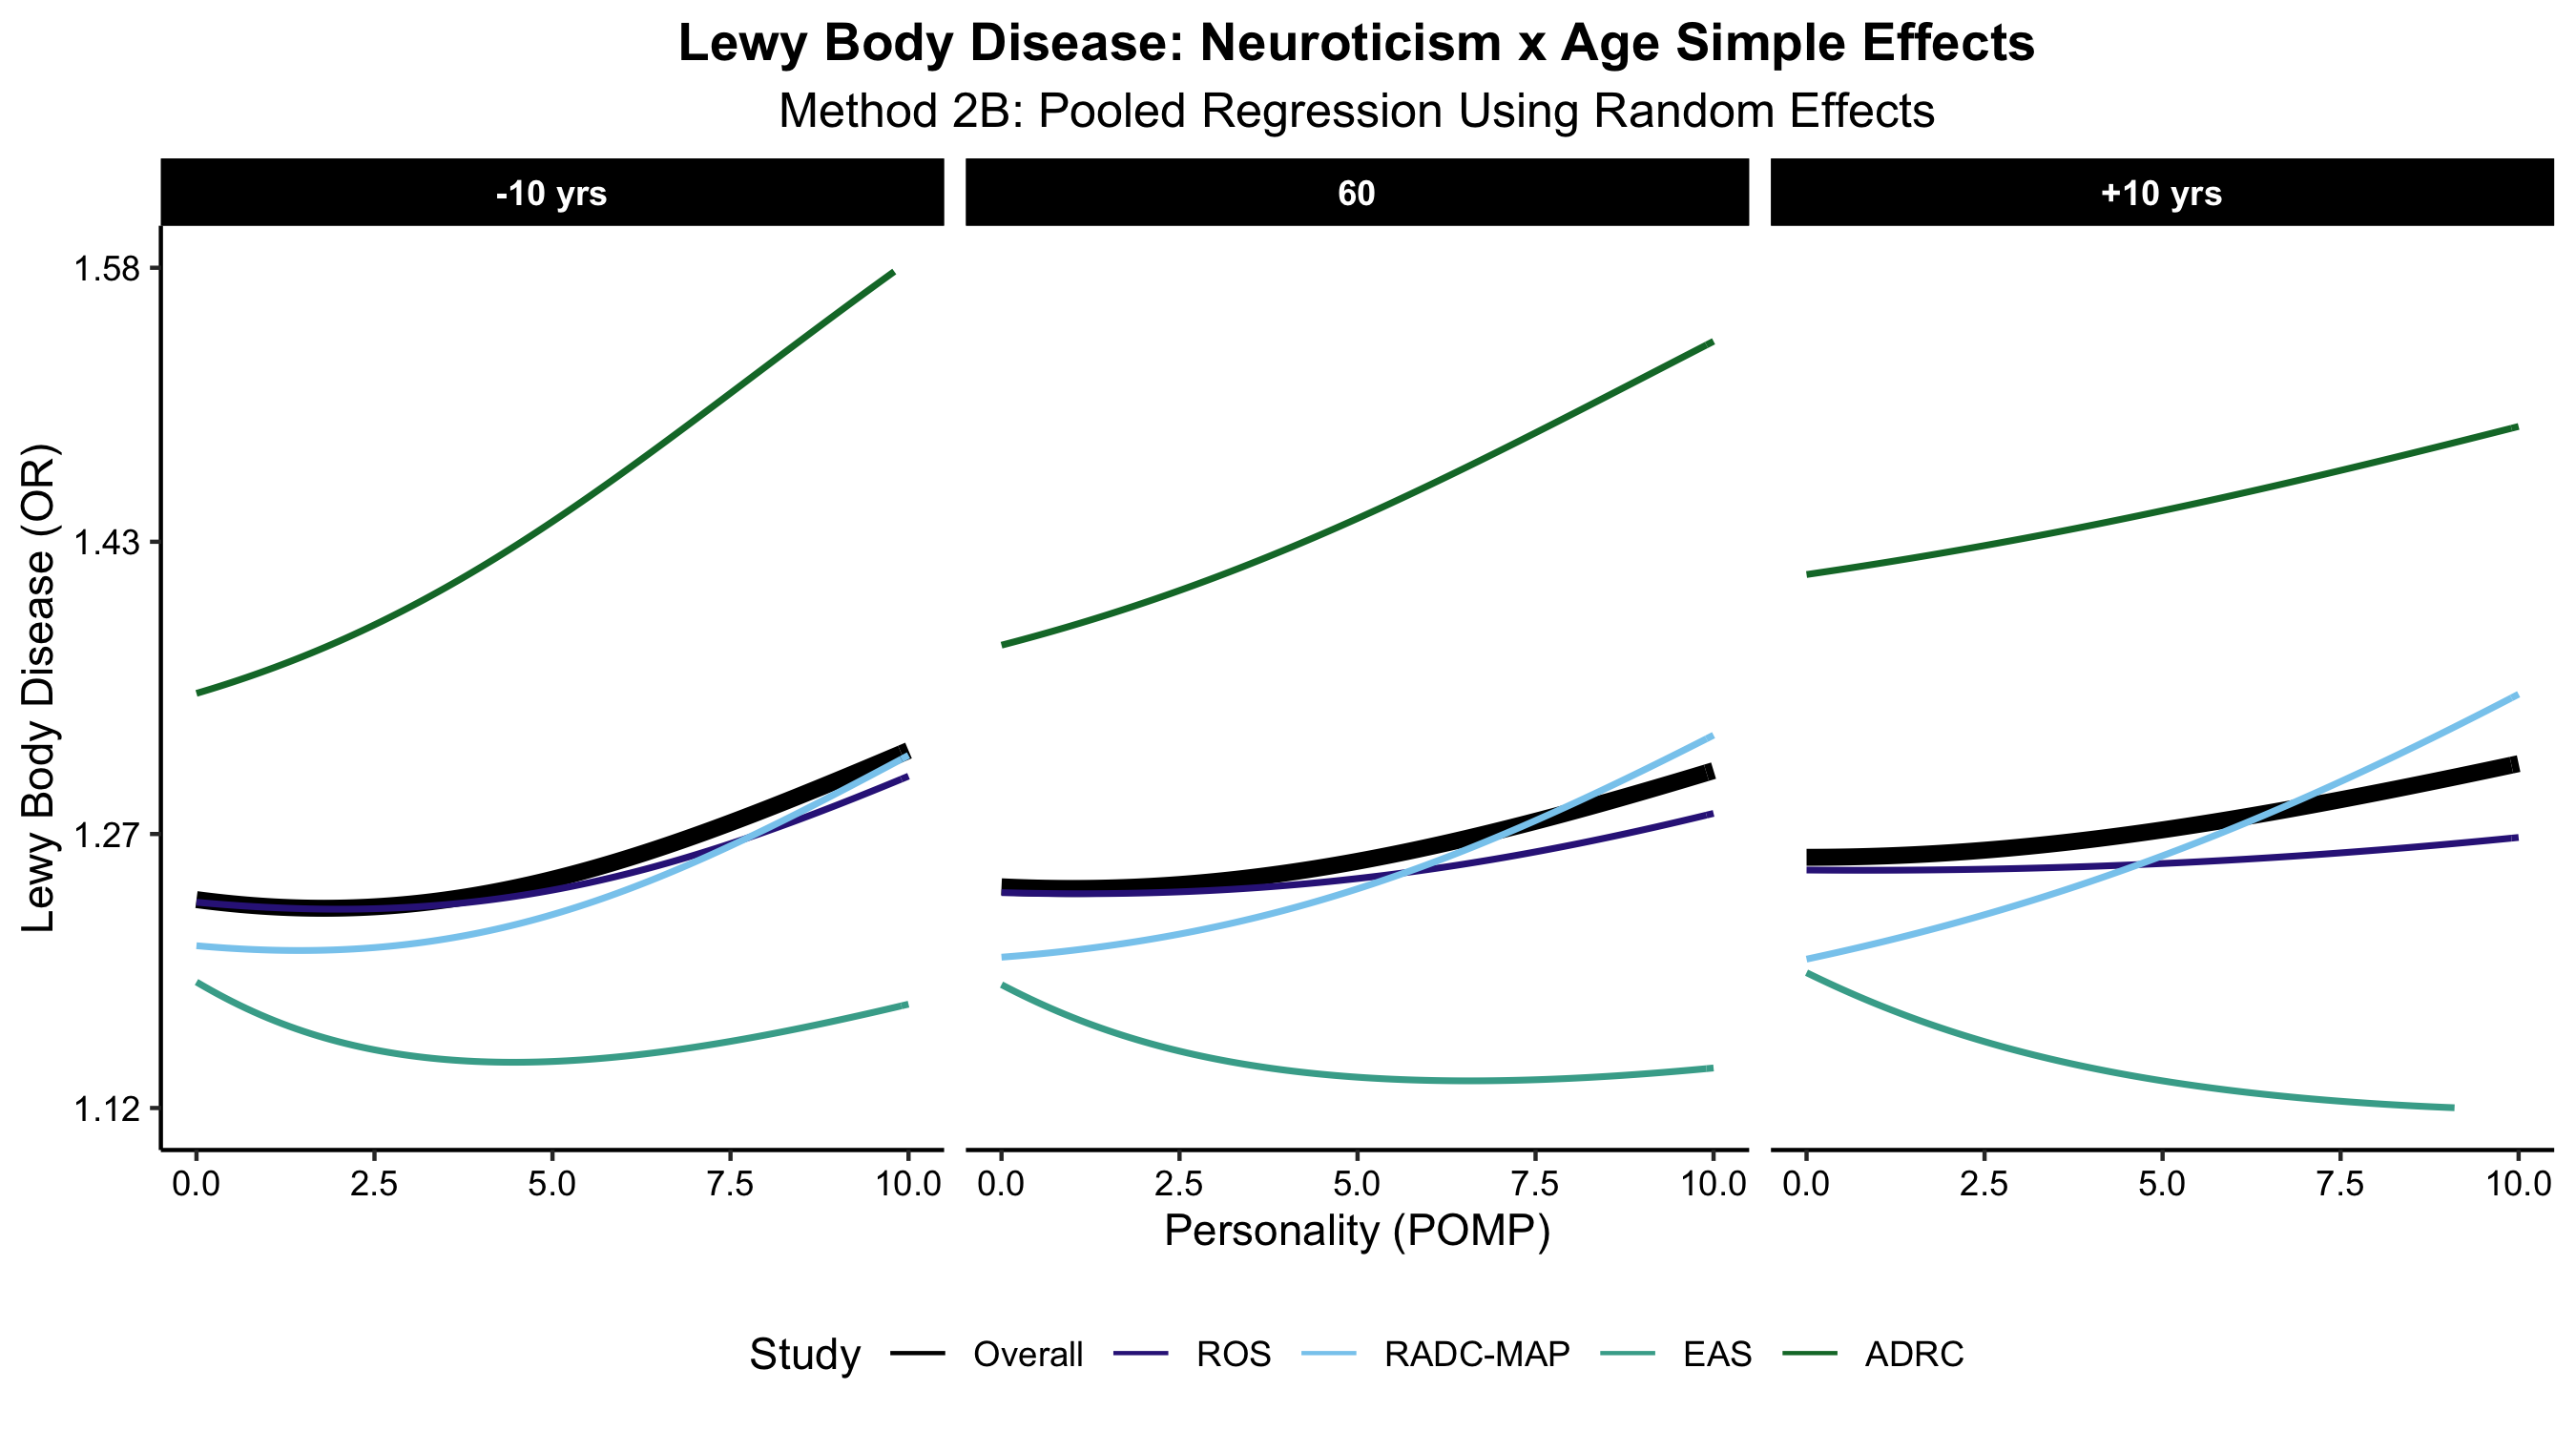 Lewy Body Disease: Neuroticism x Age Simple Effects
Method 2B: Pooled Regression Using Random Effects
-10 yrs 60 +10 yrs
Lewy Body Disease (OR)
1.58
1.43
1.27
1.12
0.0 2.5 5.0 7.5 10.0 0.0 2.5 5.0 7.5 10.0 0.0 2.5 5.0 7.5 10.0
Personality (POMP)
Study Overall ROS RADC-MAP EAS ADRC